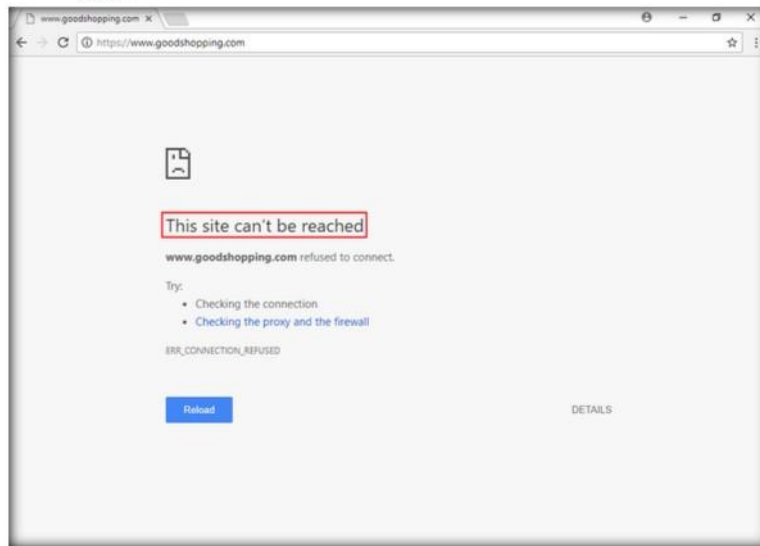 www.goodshopping.com
https://www.goodshopping.com
This site can't be reached
www.goodshopping.com refused to connect.
Try:
• Checking the connection
• Checking the proxy and the firewall
ERR_CONNECTION_REFUSED
Reload
DETAILS